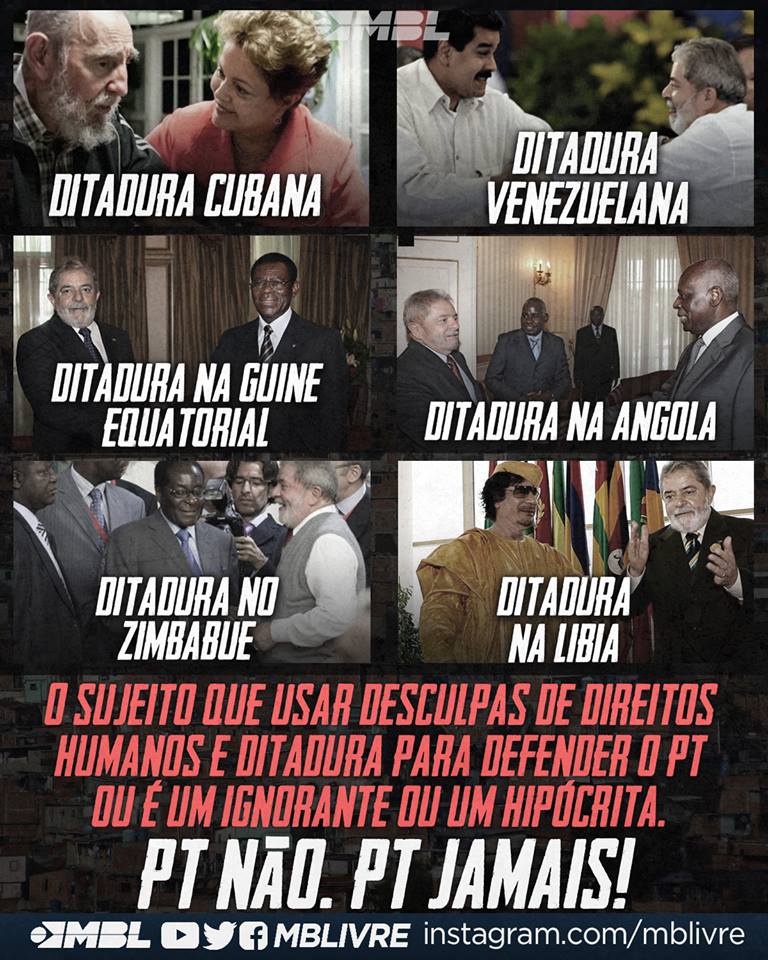 MBL
DITADURA CUBANA
DITADURA
VENEZUELANA
DITADURA NA GUINE
EQUATORIAL
DITADURA NA ANGOLA
DITADURA NO
ZIMBABUE
DITADURA
NA LIBIA
O SUJEITO QUE USAR DESCULPAS DE DIREITOS
HUMANOS E DITADURA PARA DEFENDER O PT
OU É UM IGNORANTE OU UM HIPÓCRITA.
PT NÃO. PT JAMAIS!
MBL MBLIVRE instagram.com/mblivre